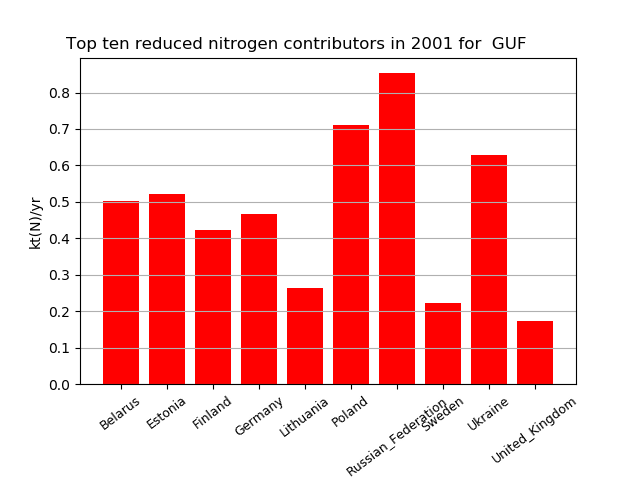 Top ten reduced nitrogen contributors in 2001 for  GUF
kt(N)/yr
0.8
0.7
0.6
0.5
0.4
0.3
0.2
0.1
0.0
Belarus
Estonia
Finland
Germany
Lithuania
Poland
Russian_Federation
Sweden
Ukraine
United_Kingdom